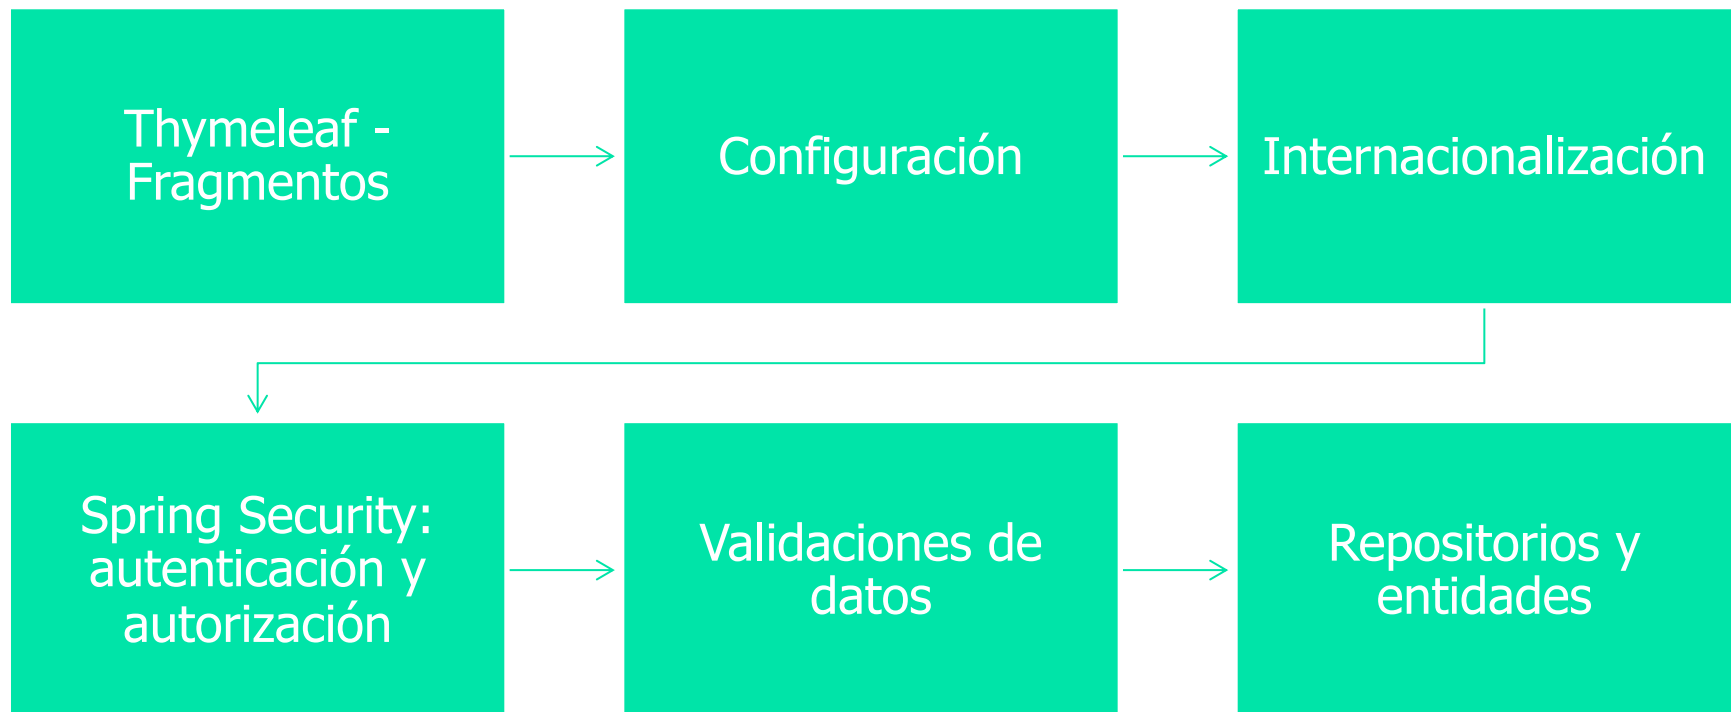 Thymeleaf -
Fragmentos
Configuración
Internacionalización
Spring Security:
autenticación y
autorización
Validaciones de
datos
Repositorios y
entidades